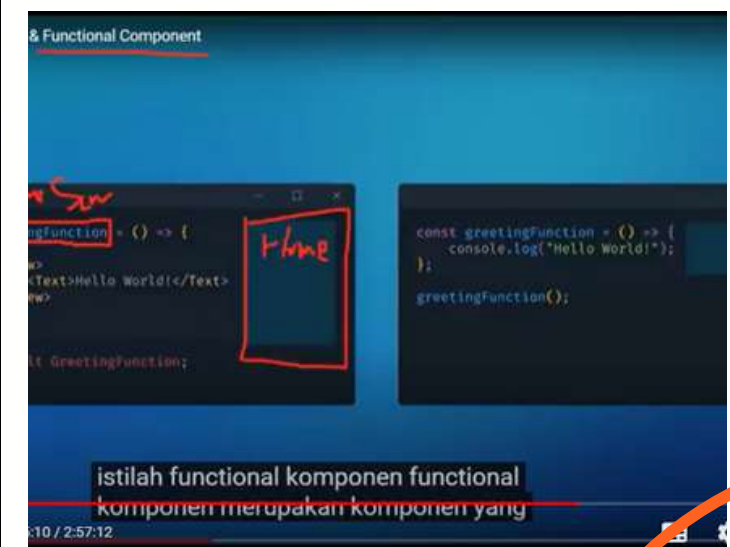 & Functional Component
ngFunction = () => {
<Text>Hello World!</Text>
lt GreetingFunction;
Home
const greetingFunction = () => {
console.log("Hello World!");
};
greetingFunction();
istilah functional komponen functional
komponen merupakan komponen yang
:10 / 2:57:12